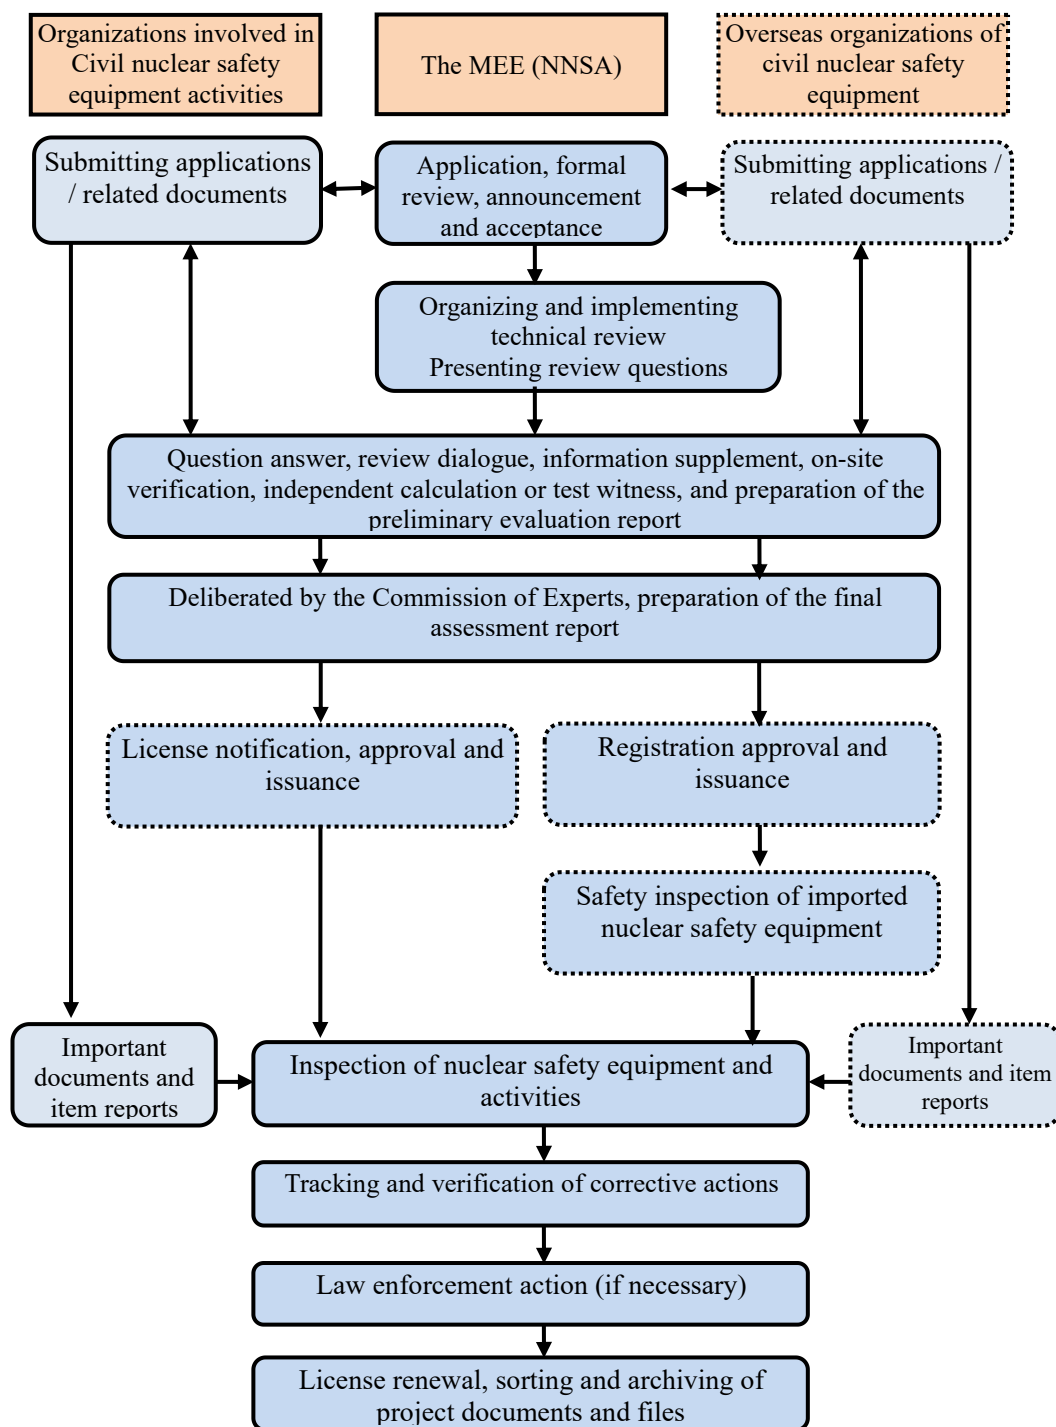 Organizations involved in
Civil nuclear safety
equipment activities
The MEE (NNSA)
Overseas organizations of
civil nuclear safety
equipment
Submitting applications
/ related documents
Application, formal
review, announcement
and acceptance
Submitting applications /
related documents
Organizing and implementing
technical review
Presenting review questions
Question answer, review dialogue, information supplement, on-site
verification, independent calculation or test witness, and preparation of the
preliminary evaluation report
Deliberated by the Commission of Experts, preparation of the final
assessment report
License notification, approval and
issuance
Registration approval and
issuance
Safety inspection of imported
nuclear safety equipment
Important
documents and
item reports
Inspection of nuclear safety equipment and
activities
Important
documents and item
reports
Tracking and verification of corrective actions
Law enforcement action (if necessary)
License renewal, sorting and archiving of
project documents and files